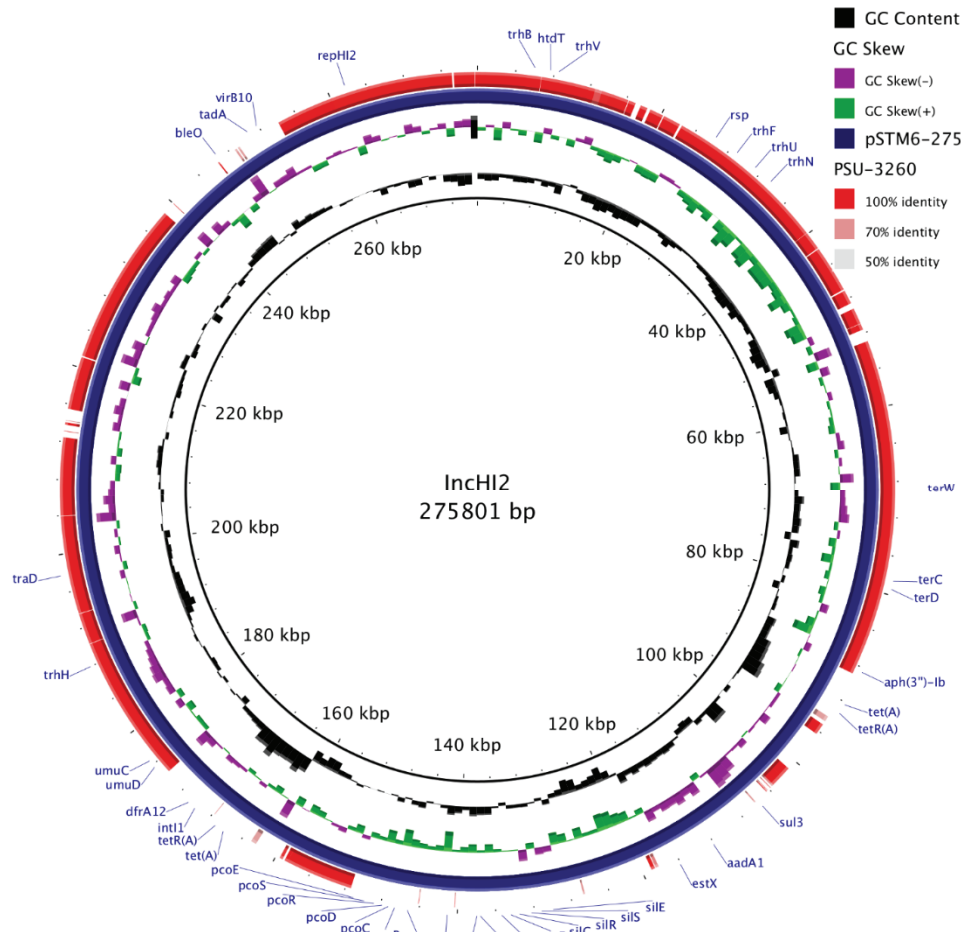 GC Content
GC Skew
GC Skew(-)
GC Skew(+)
pSTM6-275
PSU-3260
100% identity
70% identity
50% identity
trhB
htdT
trhV
repHI2
virB10
tadA
bleO
rsp
trhF
trhU
trhN
260 kbp
20 kbp
240 kbp
40 kbp
220 kbp
60 kbp
IncHI2
275801 bp
terW
200 kbp
80 kbp
traD
terC
terD
180 kbp
100 kbp
trhH
aph(3")-Ib
tet(A)
tetR(A)
160 kbp
140 kbp
120 kbp
umuC
umuD
dfrA12
intI1
tetR(A)
tet(A)
sul3
aadA1
estX
pcoE
pcoS
pcoR
pcoD
pcoC
silE
silS
silR
silC